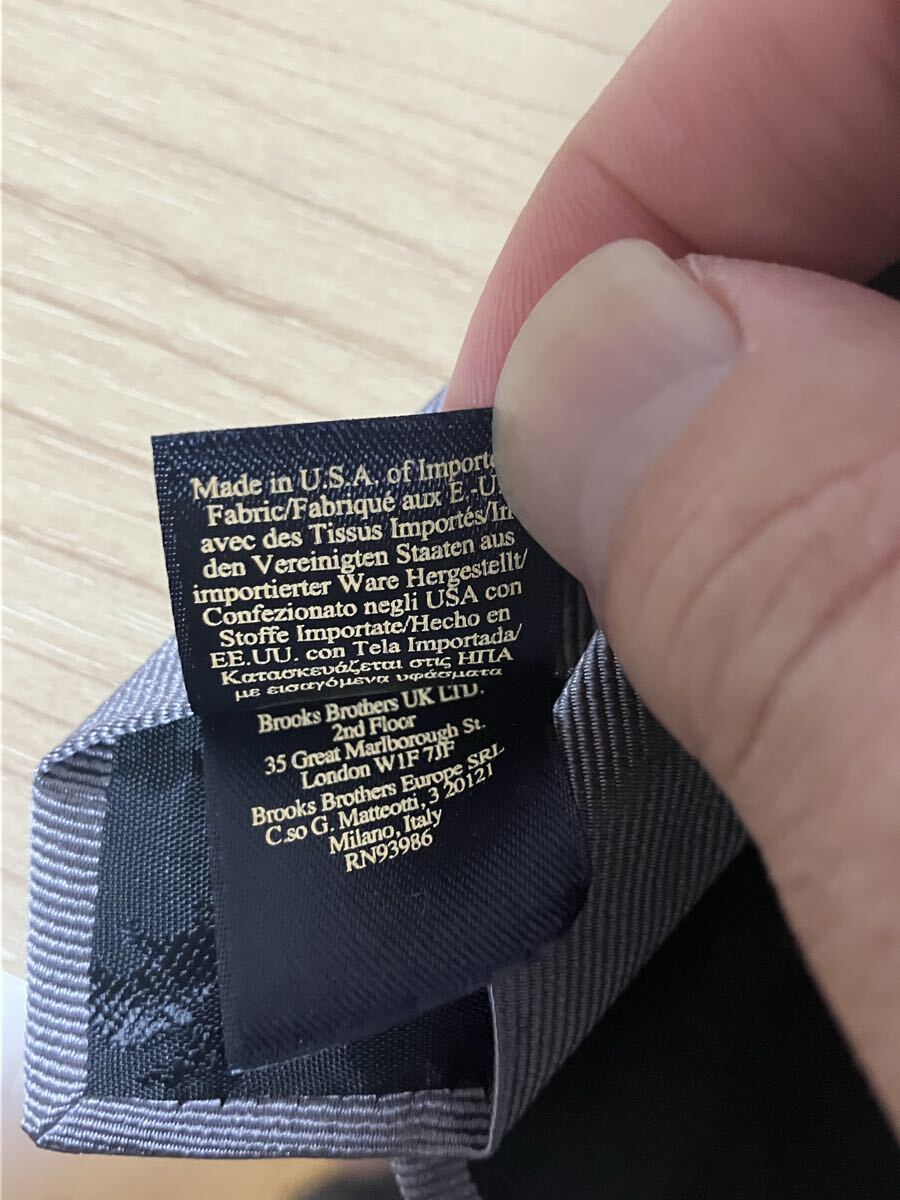 Made in U.S.A. of
Fabric/Fabriqué aux
avec des Tissus Importés/
den Vereinigten Staaten aus
importierter Ware Hergestellt/
Confezionato negli USA con
Stoffe Importate/Hecho en
EE.UU. con Tela Importada/
Κατασκευάζεται στις ΗΠΑ
με εισαγόμενα υφάσματα
Brooks Brothers UK LTD.
2nd Floor
35 Great Marlborough St.
London W1F 7JF
Brooks Brothers Europe SRL
C.so G. Matteotti, 3 20121
Milano, Italy
RN93986